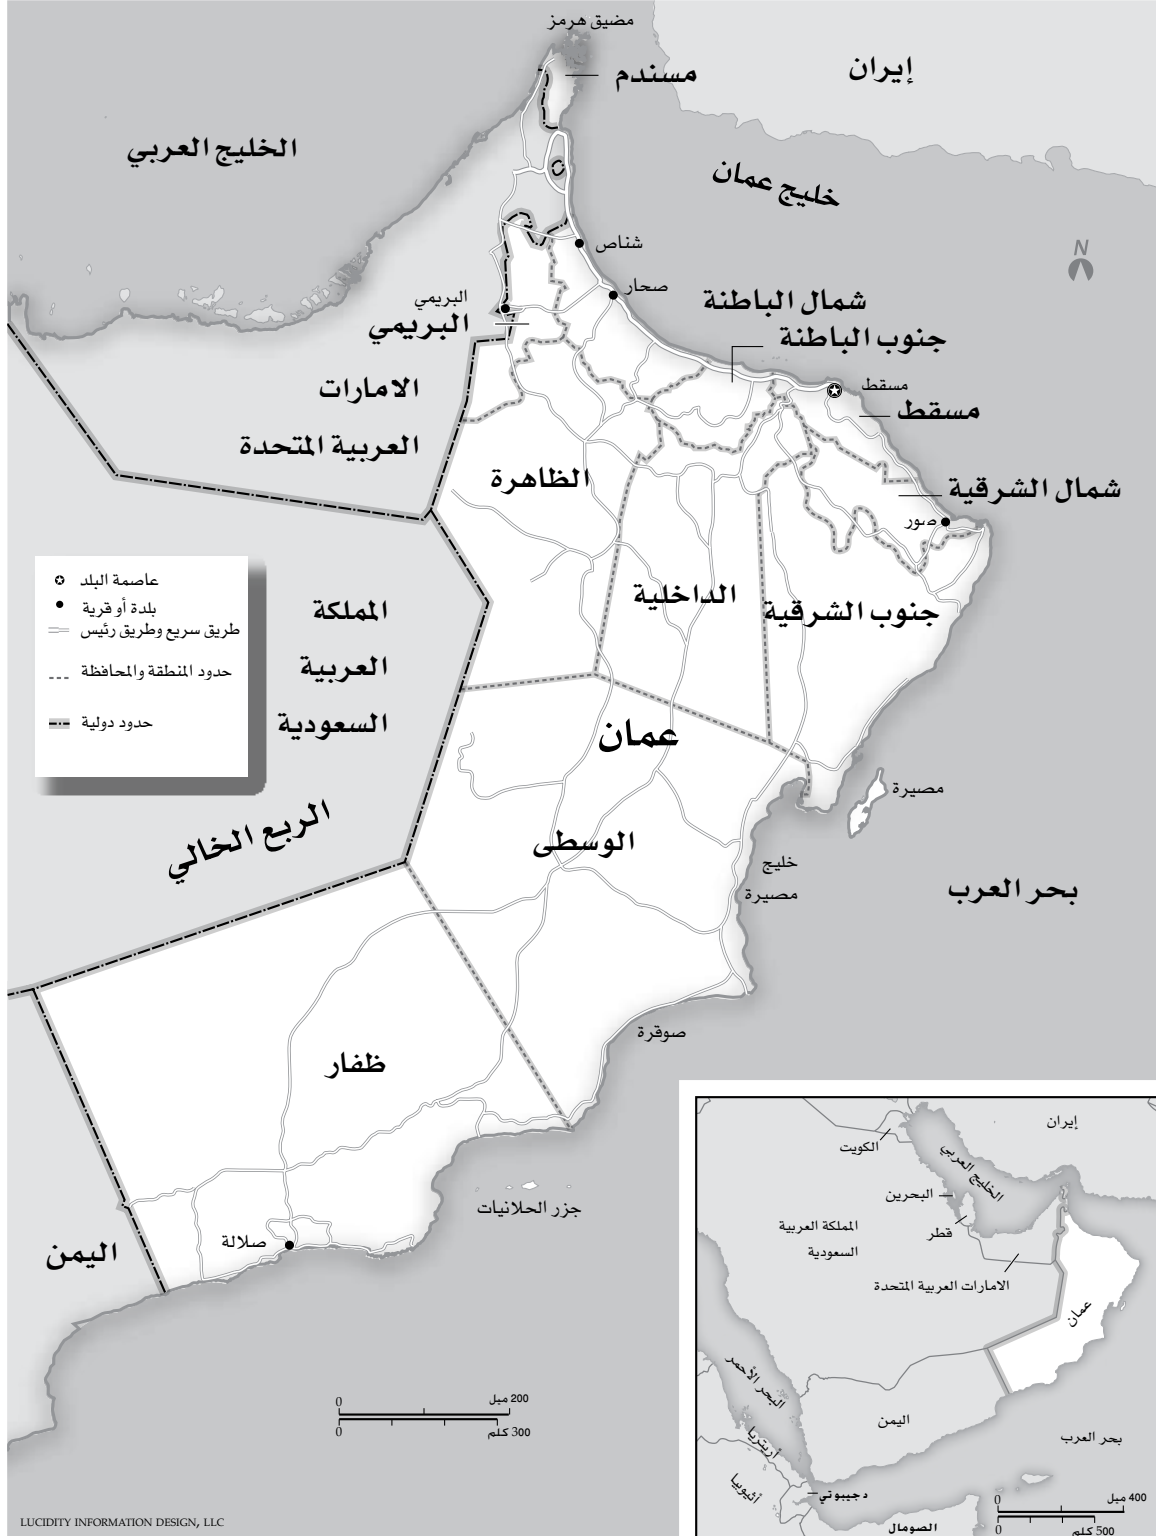 مضيق هرمز
مسندم
إيران
الخليج العربي
خليج عمان
N
شناص
صحار
البريمي
البريمي
شمال الباطنة
جنوب الباطنة
مسقط
مسقط
الامارات
العربية المتحدة
الظاهرة
شمال الشرقية
صور
عاصمة البلد
بلدة أو قرية
طريق سريع وطريق رئيس
حدود المنطقة والمحافظة
حدود دولية
المملكة
العربية
السعودية
الداخلية
جنوب الشرقية
عمان
مصيرة
الربع الخالي
الوسطى
خليج
مصيرة
بحر العرب
صوقرة
ظفار
جزر الحلانيات
صلالة
اليمن
0 200 ميل
0 300 كلم
إيران
الكويت
الخليج العربي
البحرين
قطر
المملكة العربية
السعودية
الامارات العربية المتحدة
عمان
البحر الأحمر
اليمن
أريتريا
أثيوبيا
بحر العرب
دجيبوتي
الصومال
0 400 ميل
0 500 كلم
LUCIDITY INFORMATION DESIGN, LLC